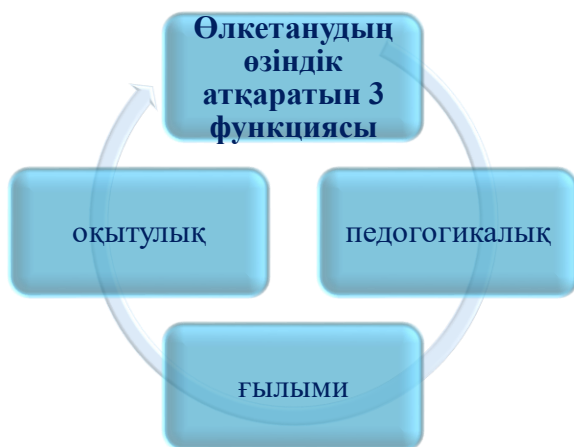 Өлкетанудың
өзіндік
атқаратын 3
функциясы
педогогикалық
ғылыми
оқытулық